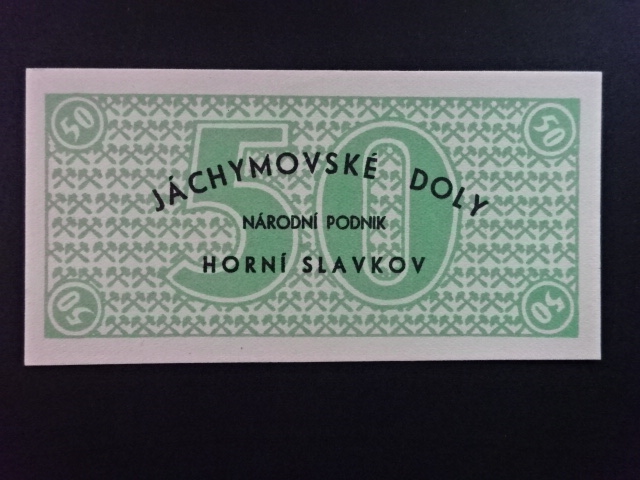 50 50
50
JÁCHYMOVSKÉ DOLY
NÁRODNÍ PODNIK
HORNÍ SLAVKOV
50 50